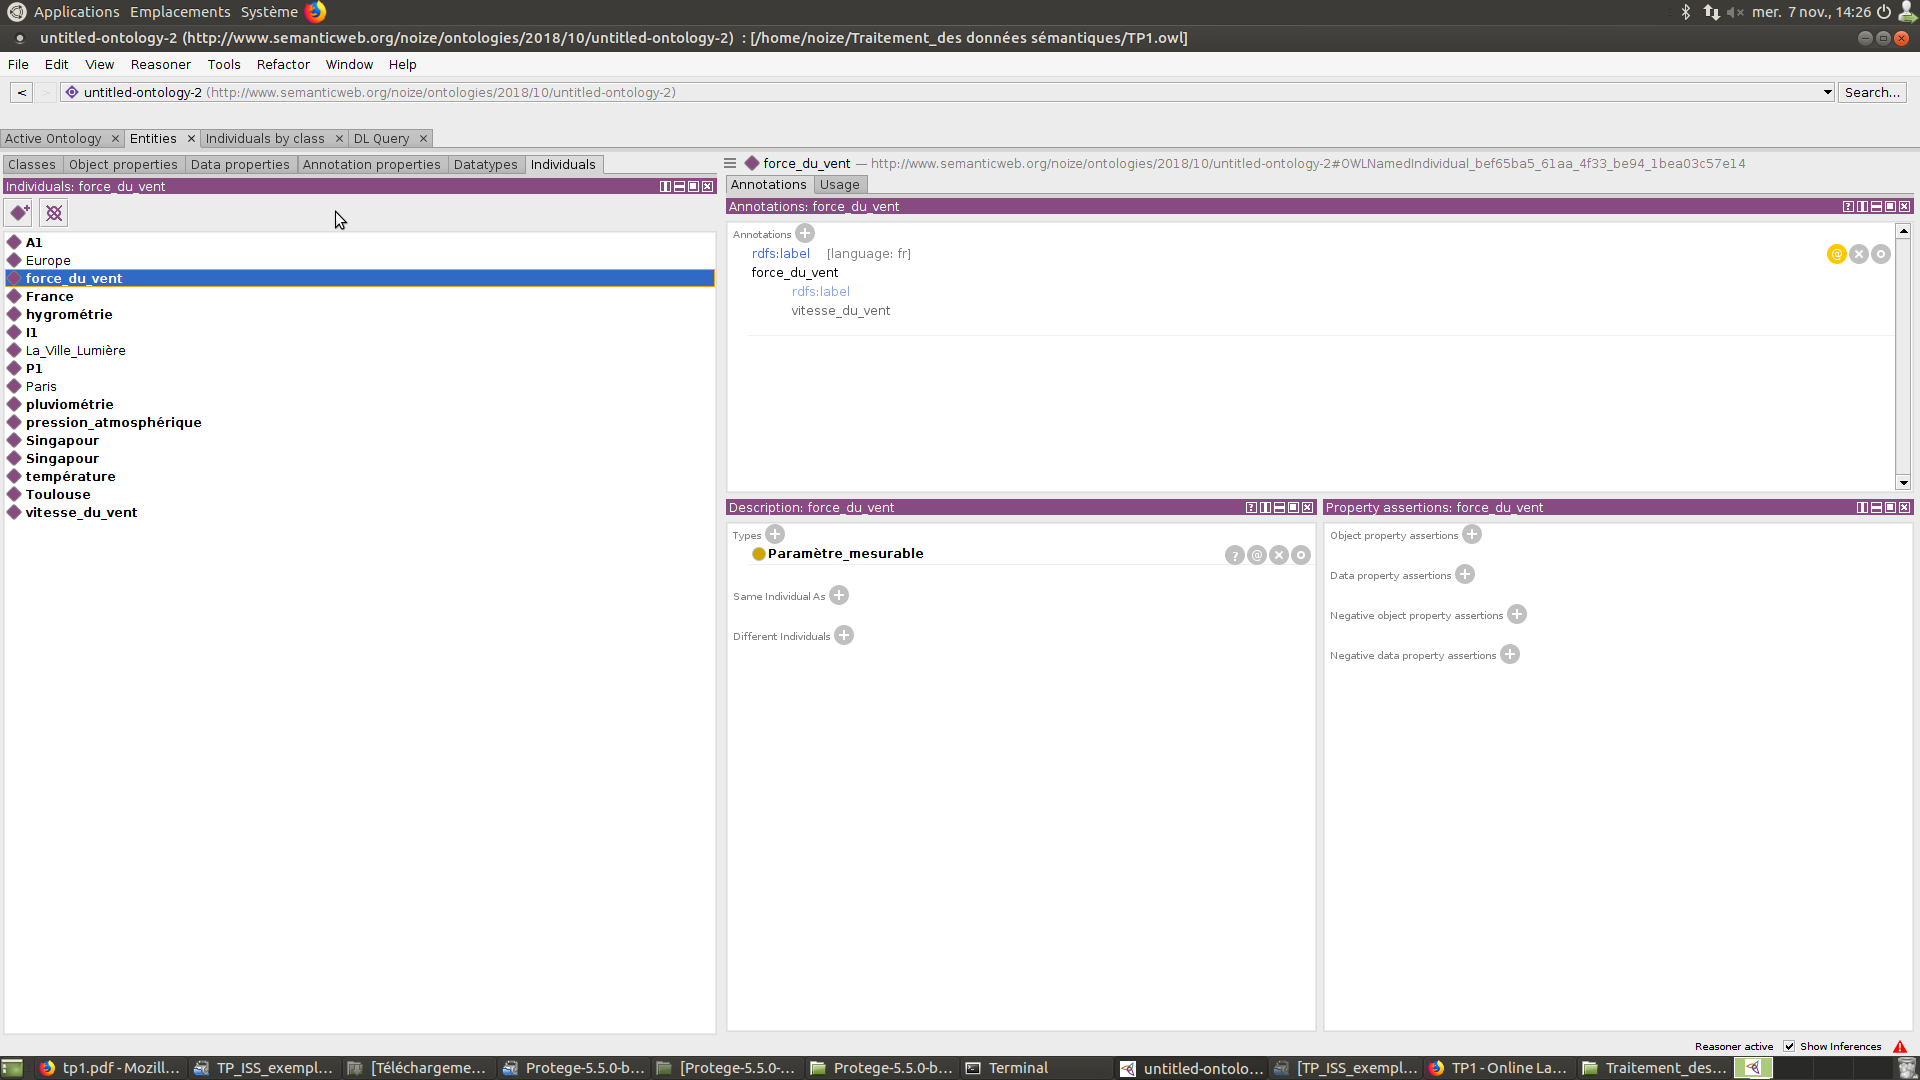 Applications Emplacements Système mer. 7 nov., 14:26
untitled-ontology-2 (http://www.semanticweb.org/noize/ontologies/2018/10/untitled-ontology-2) : [/home/noize/Traitement_des données sémantiques/TP1.owl]
File Edit View Reasoner Tools Refactor Window Help
< > untitled-ontology-2 (http://www.semanticweb.org/noize/ontologies/2018/10/untitled-ontology-2) Search...
Active Ontology × Entities × Individuals by class × DL Query ×
Classes Object properties Data properties Annotation properties Datatypes Individuals
Individuals: force_du_vent
A1
Europe
force_du_vent
France
hygrométrie
I1
La_Ville_Lumière
P1
Paris
pluviométrie
pression_atmosphérique
Singapour
Singapour
température
Toulouse
vitesse_du_vent
force_du_vent — http://www.semanticweb.org/noize/ontologies/2018/10/untitled-ontology-2#OWLNamedIndividual_bef65ba5_61aa_4f33_be94_1bea03c57e14
Annotations Usage
Annotations: force_du_vent
Annotations
rdfs:label [language: fr]
force_du_vent
rdfs:label
vitesse_du_vent
Description: force_du_vent
Types
Paramètre_mesurable
Same Individual As
Different Individuals
Property assertions: force_du_vent
Object property assertions
Data property assertions
Negative object property assertions
Negative data property assertions
Reasoner active Show Inferences
tp1.pdf - Mozill... TP_ISS_exempl... [Téléchargeme... Protege-5.5.0-b... [Protege-5.5.0-... Protege-5.5.0-b... Terminal untitled-ontolo... [TP_ISS_exempl... TP1 - Online La... Traitement_des...